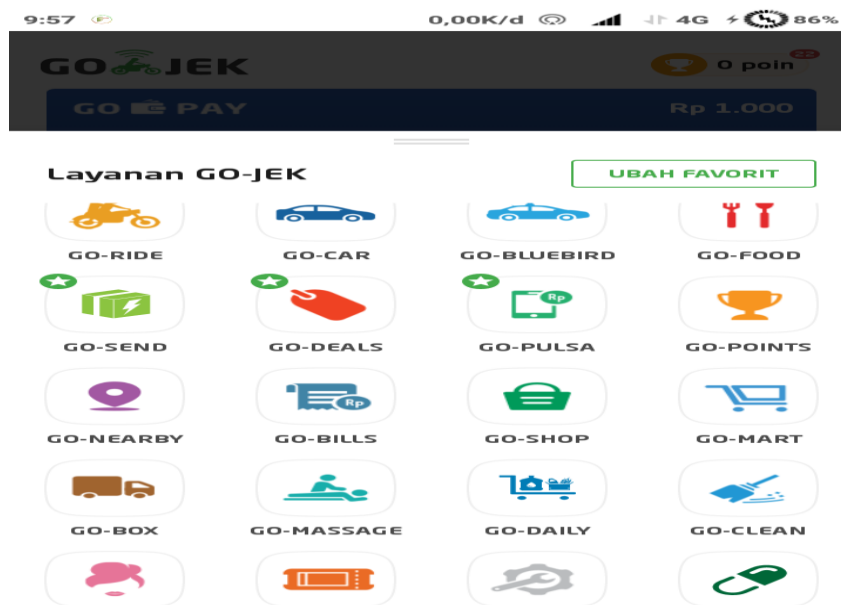 9:57 0,00K/d 4G 86%
GO JEK 0 poin 22
GO PAY Rp 1.000
Layanan GO-JEK UBAH FAVORIT
GO-RIDE GO-CAR GO-BLUEBIRD GO-FOOD
Rp
GO-SEND GO-DEALS GO-PULSA GO-POINTS
Rp
GO-NEARBY GO-BILLS GO-SHOP GO-MART
GO-BOX GO-MASSAGE GO-DAILY GO-CLEAN